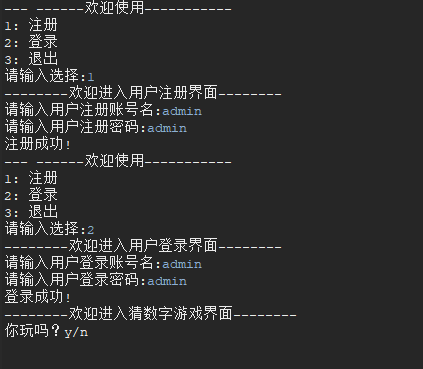 --- ------欢迎使用-----------
1: 注册
2: 登录
3: 退出
请输入选择:1
--------欢迎进入用户注册界面--------
请输入用户注册账号名:admin
请输入用户注册密码:admin
注册成功!
--- ------欢迎使用-----------
1: 注册
2: 登录
3: 退出
请输入选择:2
--------欢迎进入用户登录界面--------
请输入用户登录账号名:admin
请输入用户登录密码:admin
登录成功!
--------欢迎进入猜数字游戏界面--------
你玩吗？y/n